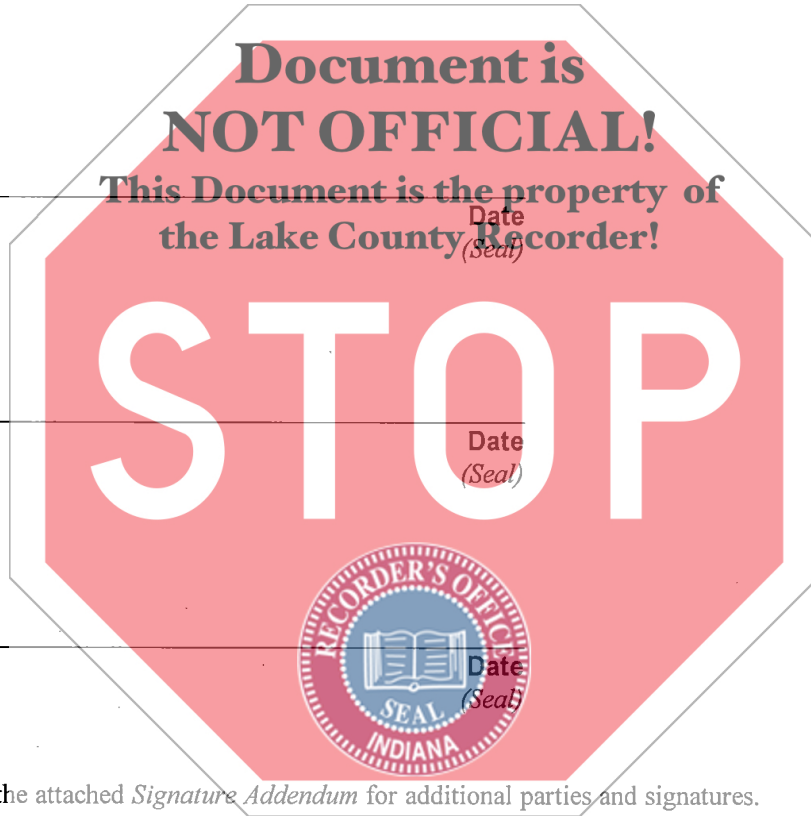 Document is
NOT OFFICIAL!
This Document is the property of
the Lake County Recorder!
Date
(Seal)
STOP
Date
(Seal)
RECORDER'S OFFICE
SEAL
INDIANA
Date
(Seal)
the attached Signature Addendum for additional parties and signatures.